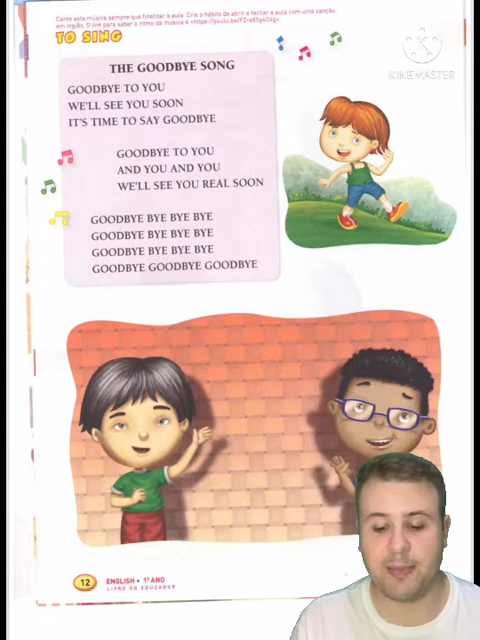 Cante esta música sempre que finalizar a aula. Crie o hábito de abrir e fechar a aula com uma canção
em inglês. O link para saber o ritmo da música é
TO SING
KINEMASTER
THE GOODBYE SONG
GOODBYE TO YOU
WE'LL SEE YOU SOON
IT'S TIME TO SAY GOODBYE
GOODBYE TO YOU
AND YOU AND YOU
WE'LL SEE YOU REAL SOON
GOODBYE BYE BYE BYE
GOODBYE BYE BYE BYE
GOODBYE BYE BYE BYE
GOODBYE GOODBYE GOODBYE
12
ENGLISH • 1º ANO
LIVRO DO EDUCADOR